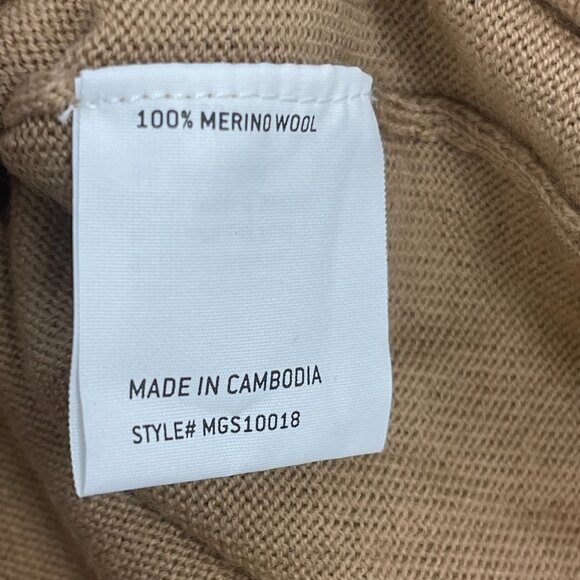 100% MERINO WOOL
MADE IN CAMBODIA
STYLE# MGS10018